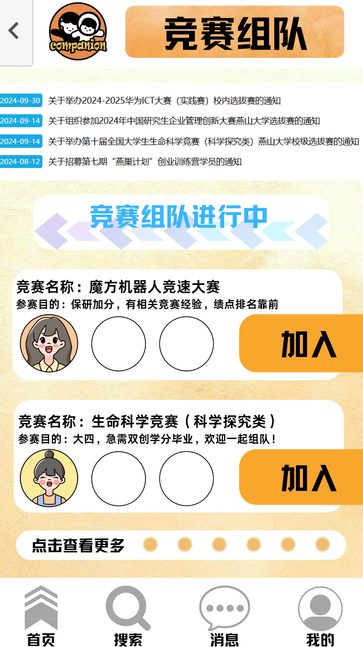 companion
竞赛组队
2024-09-30 关于举办2024-2025华为ICT大赛（实践赛）校内选拔赛的通知
2024-09-14 关于组织参加2024年中国研究生企业管理创新大赛燕山大学选拔赛的通知
2024-09-14 关于举办第十届全国大学生生命科学竞赛（科学探究类）燕山大学校级选拔赛的通知
2024-08-12 关于招募第七期“燕巢计划”创业训练营学员的通知
竞赛组队进行中
竞赛名称：魔方机器人竞速大赛
参赛目的：保研加分，有相关竞赛经验，绩点排名靠前
加入
竞赛名称：生命科学竞赛（科学探究类）
参赛目的：大四，急需双创学分毕业，欢迎一起组队！
加入
点击查看更多
首页 搜索 消息 我的